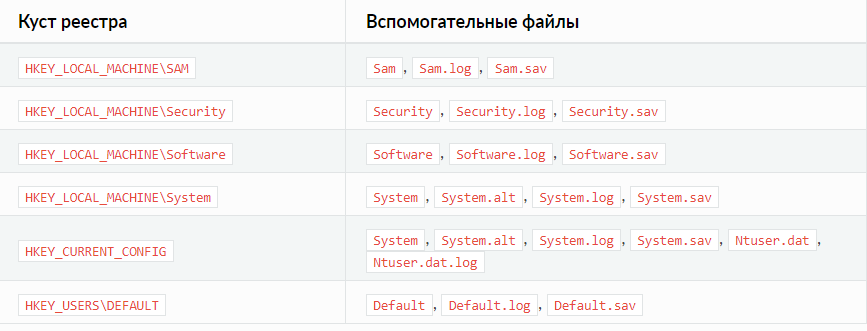 Куст реестра Вспомогательные файлы
HKEY_LOCAL_MACHINE\SAM Sam, Sam.log, Sam.sav
HKEY_LOCAL_MACHINE\Security Security, Security.log, Security.sav
HKEY_LOCAL_MACHINE\Software Software, Software.log, Software.sav
HKEY_LOCAL_MACHINE\System System, System.alt, System.log, System.sav
HKEY_CURRENT_CONFIG System, System.alt, System.log, System.sav, Ntuser.dat,
Ntuser.dat.log
HKEY_USERS\DEFAULT Default, Default.log, Default.sav